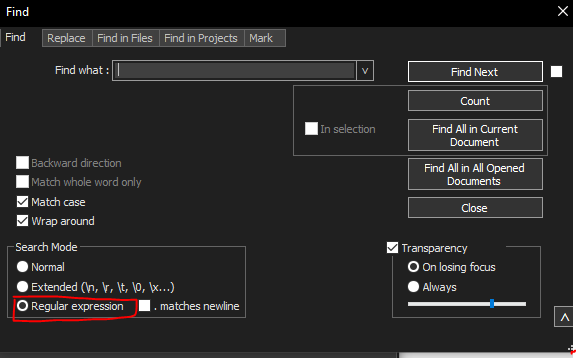 Find
Find Replace Find in Files Find in Projects Mark
Find what : Find Next
Count
In selection
Find All in Current
Document
Backward direction
Find All in All Opened
Documents
Match whole word only
Match case
Wrap around
Close
Search Mode
Normal
Extended (\n, \r, \t, \0, \x...)
Regular expression . matches newline
Transparency
On losing focus
Always